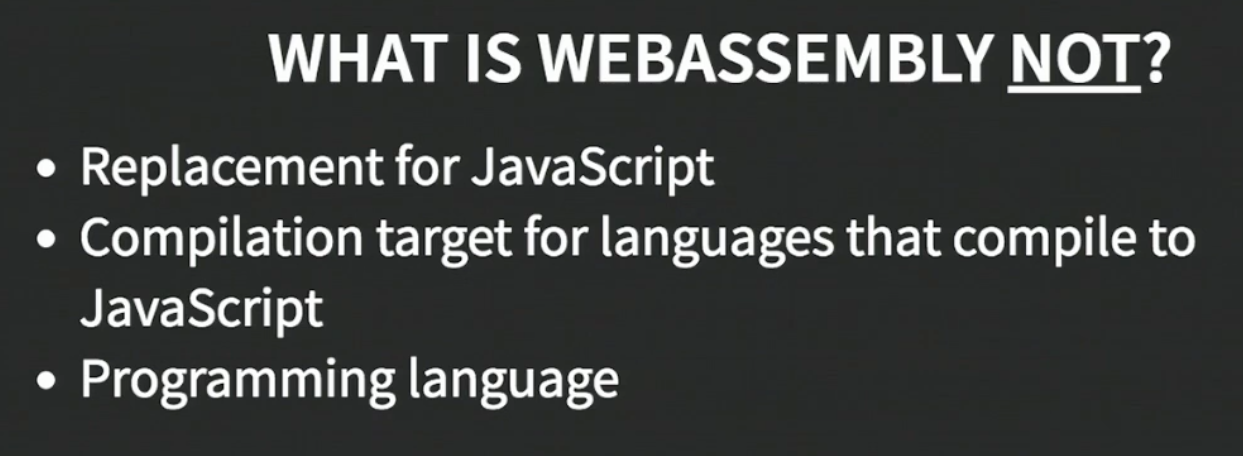 WHAT IS WEBASSEMBLY NOT?
• Replacement for JavaScript
• Compilation target for languages that compile to
JavaScript
• Programming language